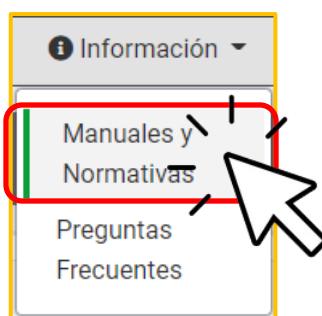 Información
Manuales y
Normativas
Preguntas
Frecuentes